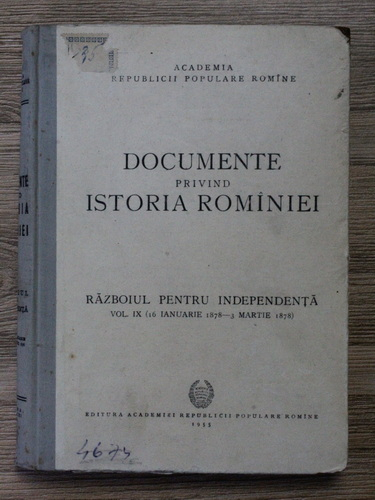 ACADEMIA
REPUBLICII POPULARE ROMÎNE
DOCUMENTE
PRIVIND
ISTORIA ROMÎNIEI
RĂZBOIUL PENTRU INDEPENDENȚĂ
VOL. IX (16 IANUARIE 1878—3 MARTIE 1878)
EDITURA ACADEMIEI REPUBLICII POPULARE ROMÎNE
1955